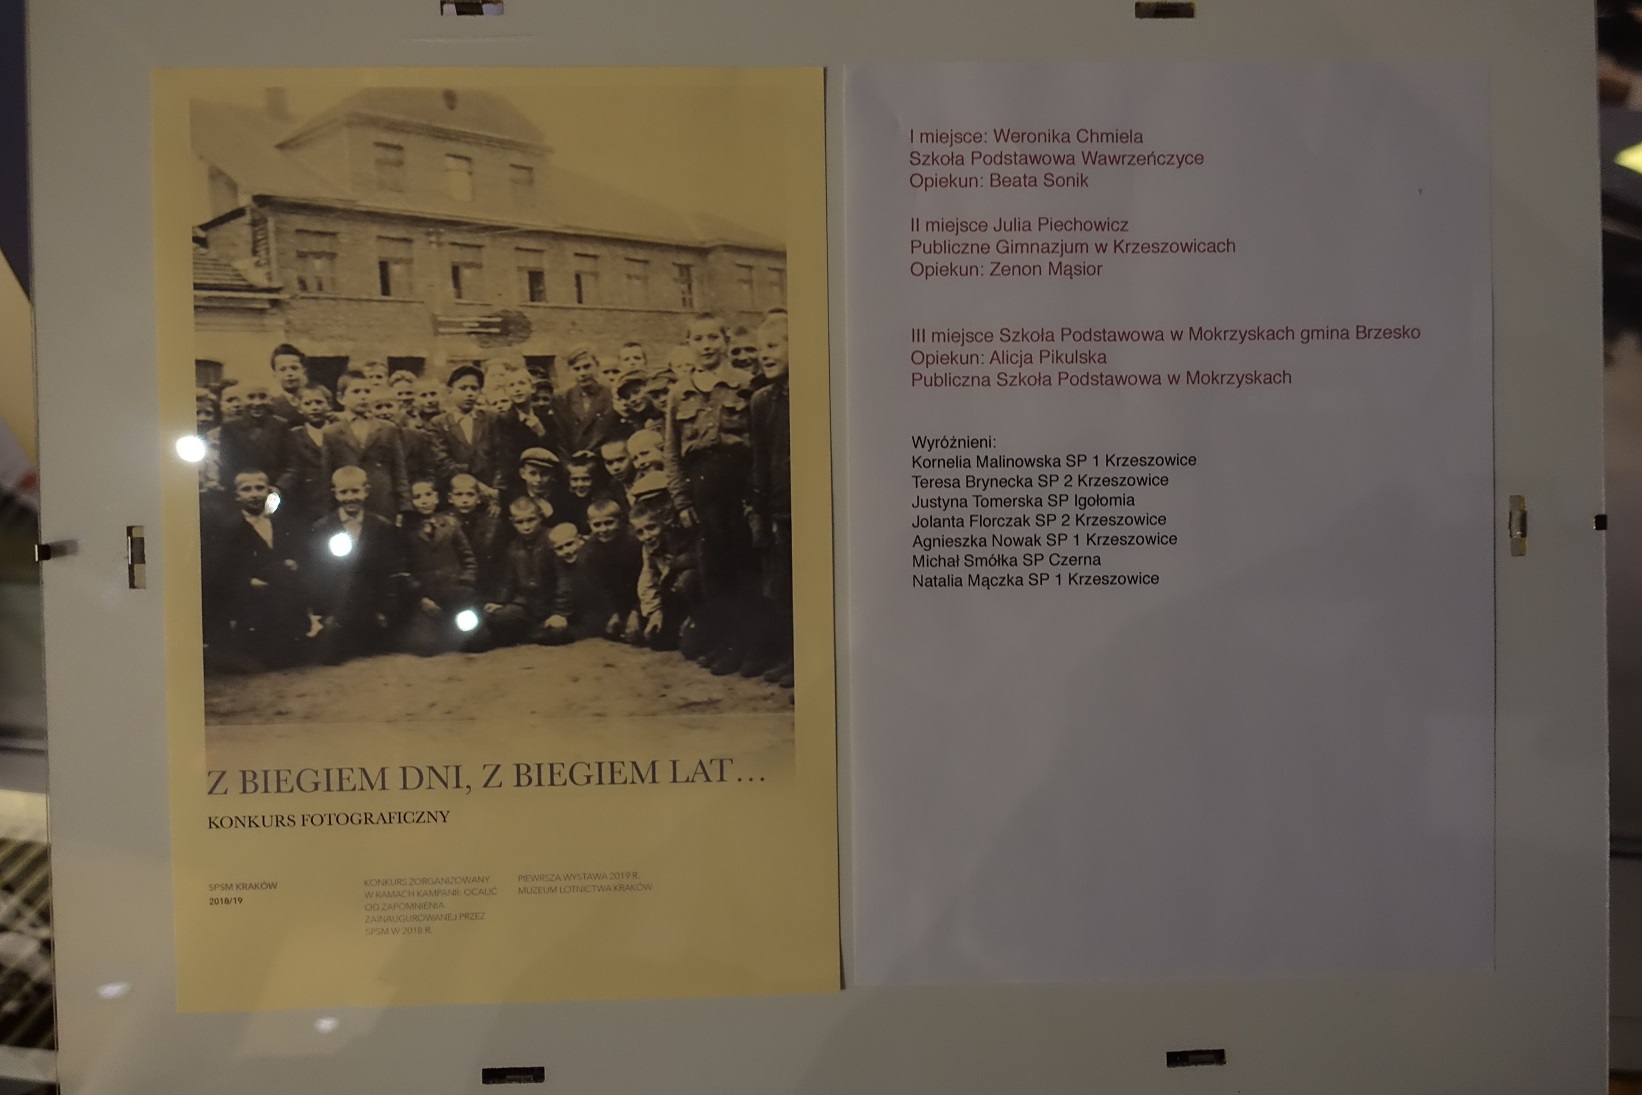 Z BIEGIEM DNI, Z BIEGIEM LAT...
KONKURS FOTOGRAFICZNY
SPSM KRAKÓW
2018/19
KONKURS ZORGANIZOWANY
W RAMACH KAMPANII: OCALIĆ
OD ZAPOMNIENIA
ZAINAUGUROWANEJ PRZEZ
SPSM W 2018 R.
PIEWRSZA WYSTAWA 2019 R.
MUZEUM LOTNICTWA KRAKÓW
I miejsce: Weronika Chmiela
Szkoła Podstawowa Wawrzeńczyce
Opiekun: Beata Sonik
II miejsce Julia Piechowicz
Publiczne Gimnazjum w Krzeszowicach
Opiekun: Zenon Mąsior
III miejsce Szkoła Podstawowa w Mokrzyskach gmina Brzesko
Opiekun: Alicja Pikulska
Publiczna Szkoła Podstawowa w Mokrzyskach
Wyróżnieni:
Kornelia Malinowska SP 1 Krzeszowice
Teresa Brynecka SP 2 Krzeszowice
Justyna Tomerska SP Igołomia
Jolanta Florczak SP 2 Krzeszowice
Agnieszka Nowak SP 1 Krzeszowice
Michał Smółka SP Czerna
Natalia Mączka SP 1 Krzeszowice